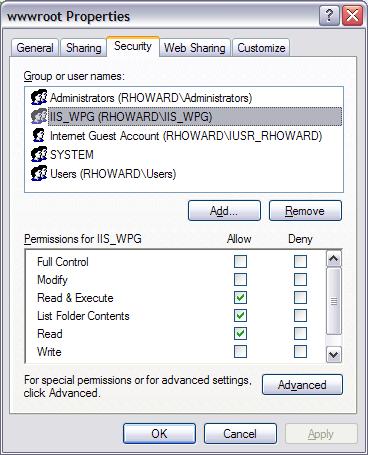 wwwroot Properties
General Sharing Security Web Sharing Customize
Group or user names:
Administrators (RHOWARD\Administrators)
IIS_WPG (RHOWARD\IIS_WPG)
Internet Guest Account (RHOWARD\IUSR_RHOWARD)
SYSTEM
Users (RHOWARD\Users)
Add... Remove
Permissions for IIS_WPG Allow Deny
Full Control
Modify
Read & Execute
List Folder Contents
Read
Write
For special permissions or for advanced settings,
click Advanced.
Advanced
OK Cancel Apply